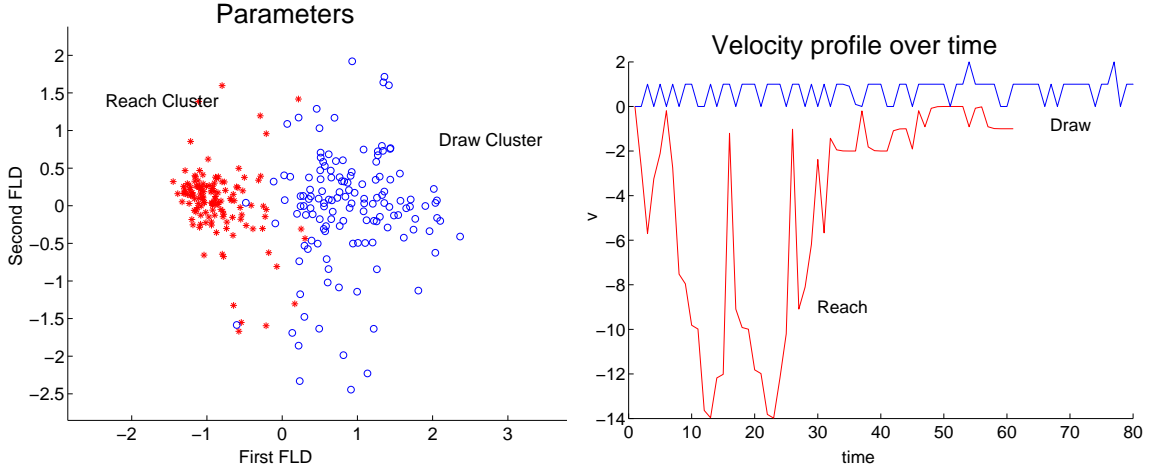 Parameters
2
1.5
1
0.5
0
−0.5
−1
−1.5
−2
−2.5
Second FLD
Reach Cluster
Draw Cluster
−2 −1 0 1 2 3
First FLD
Velocity profile over time
2
0
−2
−4
−6
−8
−10
−12
−14
v
Draw
Reach
0 10 20 30 40 50 60 70 80
time